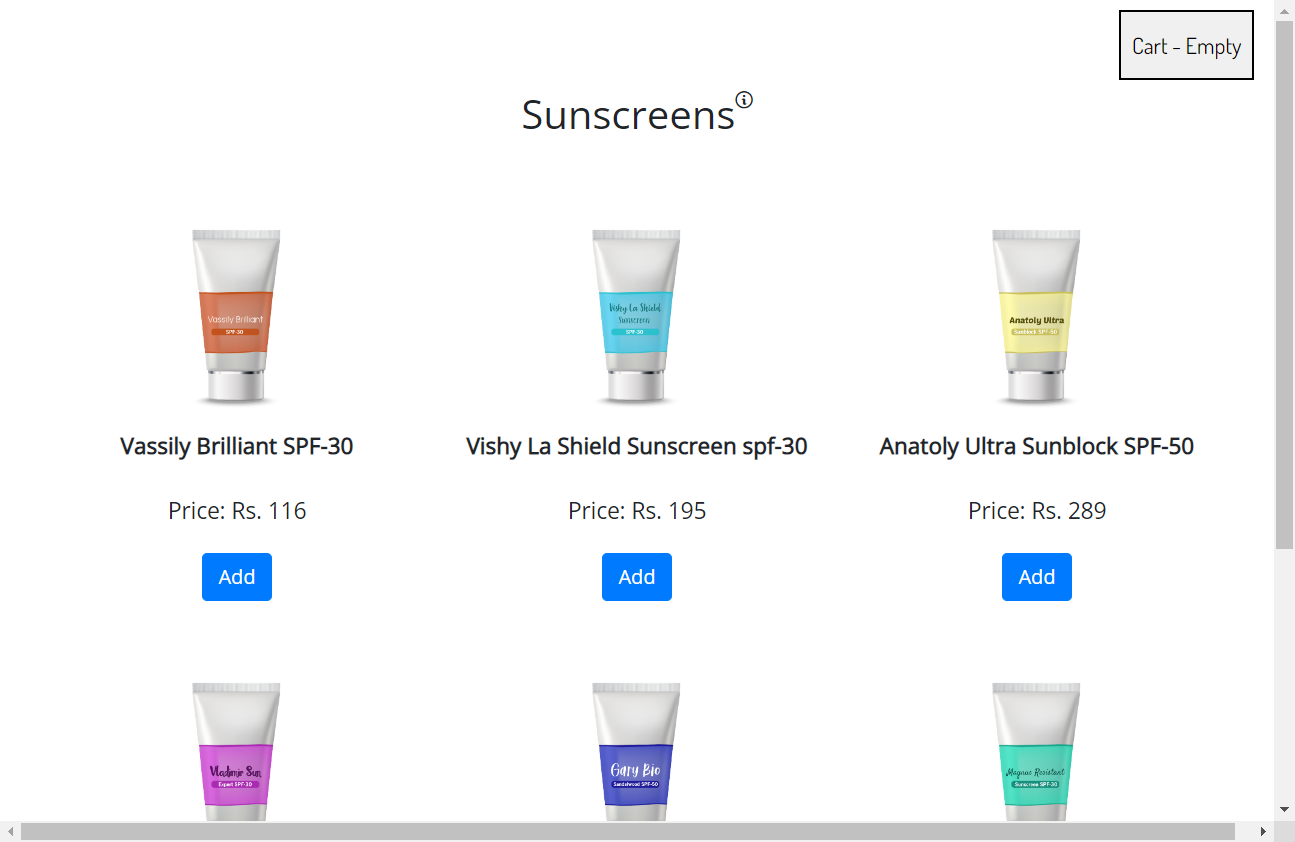 Cart - Empty
Sunscreens
Vassily Brilliant
SPF-30
Vishy La Shield
Sunscreen
SPF-30
Anatoly Ultra
Sunblock SPF-50
Vassily Brilliant SPF-30
Vishy La Shield Sunscreen spf-30
Anatoly Ultra Sunblock SPF-50
Price: Rs. 116
Price: Rs. 195
Price: Rs. 289
Add
Add
Add
Vladimir Sun
Expert SPF-30
Gary Bio
Sandalwood SPF-50
Magnus Resistant
Sunscreen SPF-30